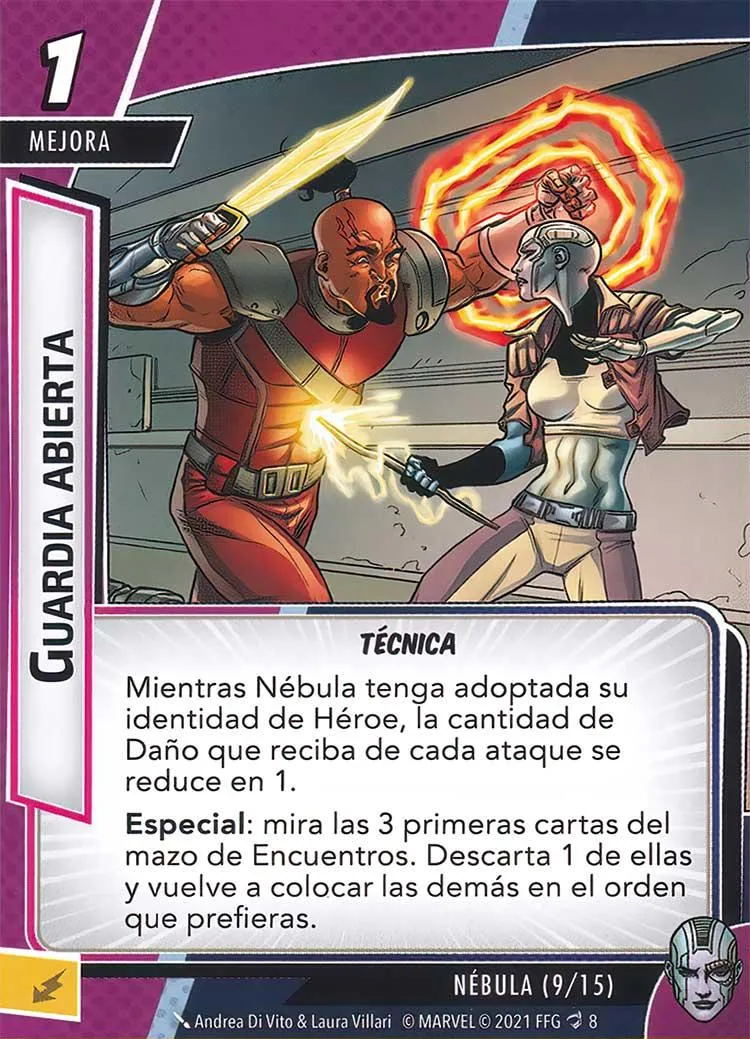 1
MEJORA
GUARDIA ABIERTA
TÉCNICA
Mientras Nébula tenga adoptada su
identidad de Héroe, la cantidad de
Daño que reciba de cada ataque se
reduce en 1.
Especial: mira las 3 primeras cartas del
mazo de Encuentros. Descarta 1 de ellas
y vuelve a colocar las demás en el orden
que prefieras.
NÉBULA (9/15)
Andrea Di Vito & Laura Villari © MARVEL © 2021 FFG 8